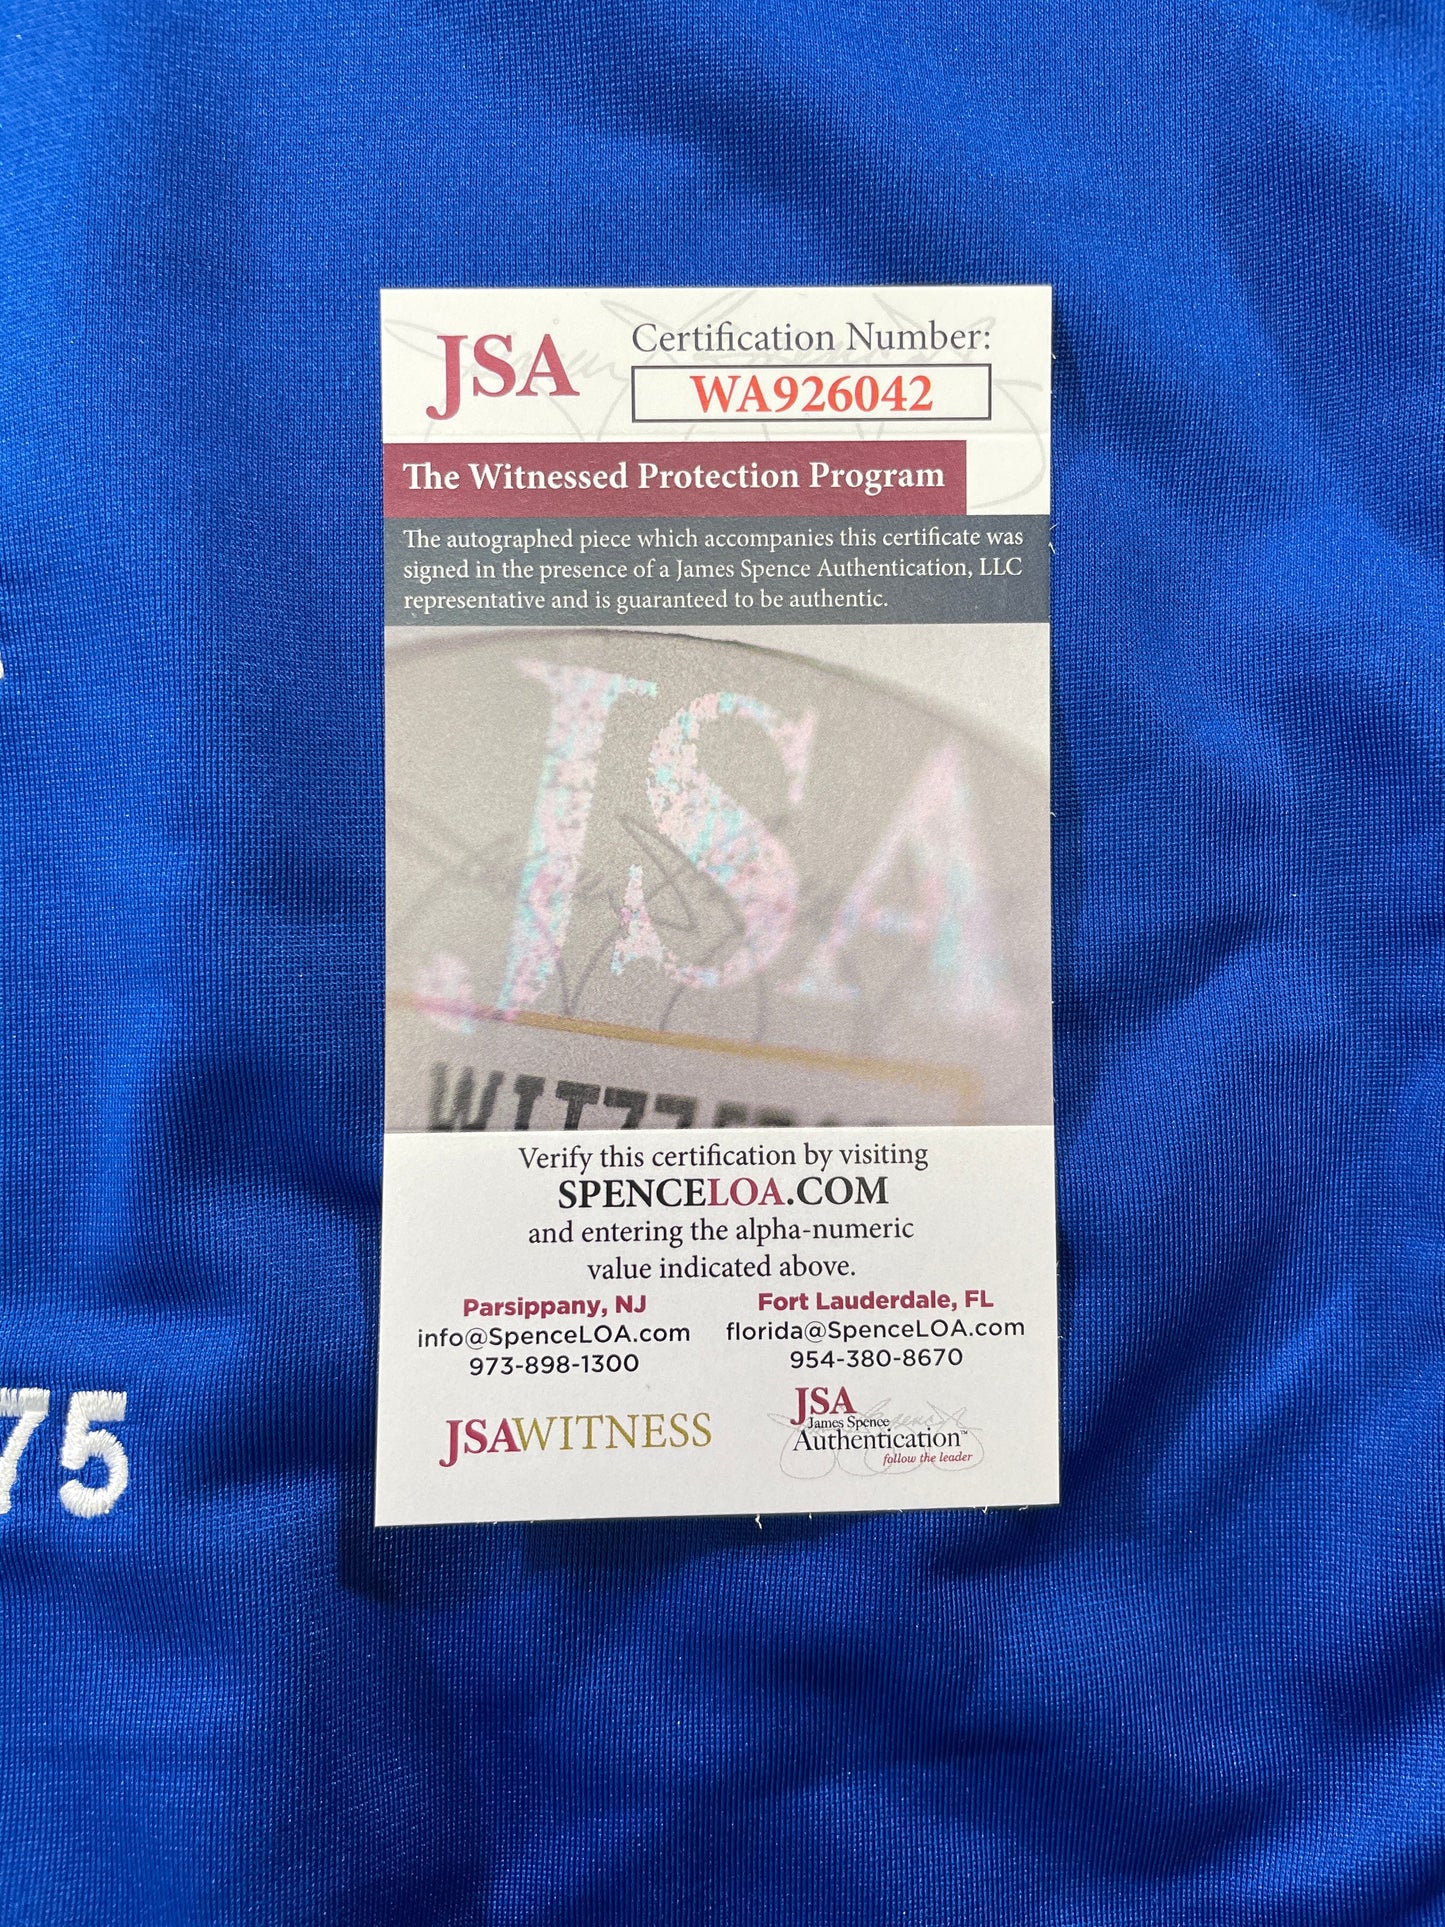 JSA
Certification Number:
WA926042
The Witnessed Protection Program
The autographed piece which accompanies this certificate was
signed in the presence of a James Spence Authentication, LLC
representative and is guaranteed to be authentic.
JSA
Verify this certification by visiting
SPENCELOA.COM
and entering the alpha-numeric
value indicated above.
Parsippany, NJ
info@SpenceLOA.com
973-898-1300
Fort Lauderdale, FL
florida@SpenceLOA.com
954-380-8670
JSAWITNESS
JSA
James Spence
Authentication™
follow the leader
75